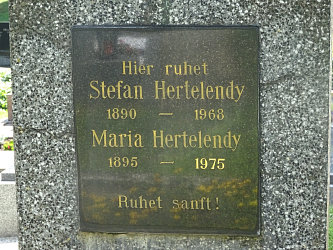 Hier ruhet
Stefan Hertelendy
1890 — 1968
Maria Hertelendy
1895 — 1975
Ruhet sanft!